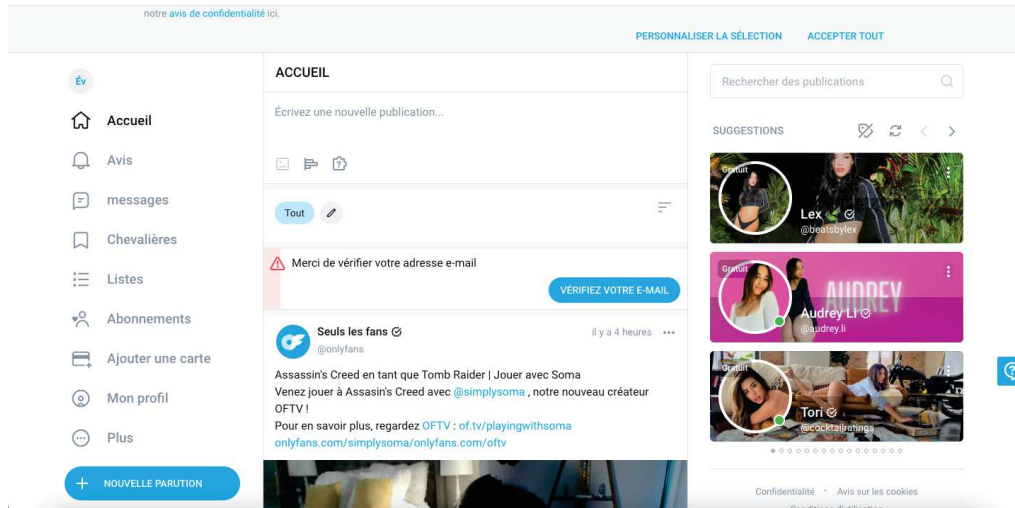 notre avis de confidentialité ici.
PERSONNALISER LA SÉLECTION ACCEPTER TOUT
Év
Accueil
Avis
messages
Chevalières
Listes
Abonnements
Ajouter une carte
Mon profil
Plus
+ NOUVELLE PARUTION
ACCUEIL
Écrivez une nouvelle publication...
Tout
Merci de vérifier votre adresse e-mail
VÉRIFIEZ VOTRE E-MAIL
Seuls les fans
il y a 4 heures
@onlyfans
Assassin's Creed en tant que Tomb Raider | Jouer avec Soma
Venez jouer à Assasin's Creed avec @simplysoma , notre nouveau créateur
OFTV !
Pour en savoir plus, regardez OFTV : of.tv/playingwithsoma
onlyfans.com/simplysoma/onlyfans.com/oftv
Rechercher des publications
SUGGESTIONS
Gratuit
Lex
@beatsbylex
Gratuit
AUDREY
Audrey Li
@audrey.li
Tori
@cocktailratings
Confidentialité · Avis sur les cookies
Conditions d'utilisation